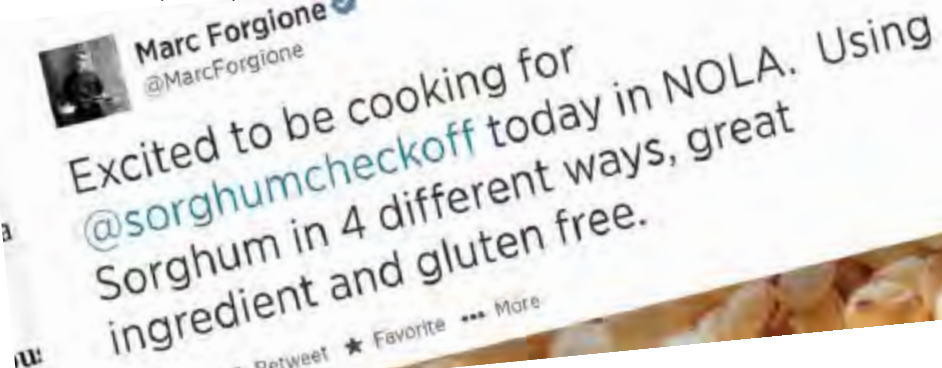 Marc Forgione
@MarcForgione
Excited to be cooking for
@sorghumcheckoff today in NOLA. Using
Sorghum in 4 different ways, great
ingredient and gluten free.
Retweet Favorite More